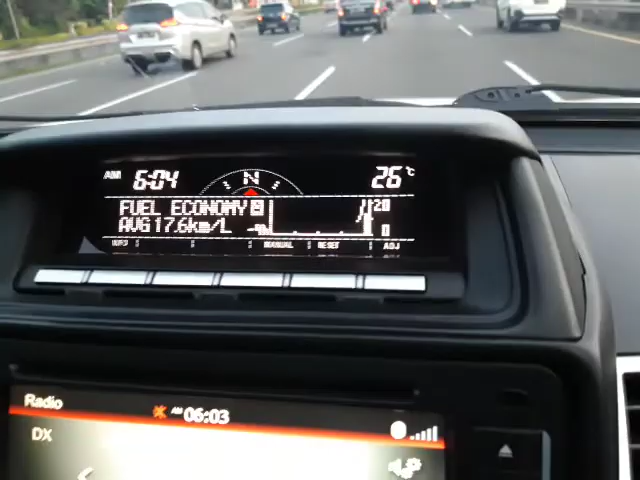 AM 6:04 N 26°C
FUEL ECONOMY
20
AVG 17.6km/L
0
MANUAL RESET ADJ
Radio AM 06:03
DX